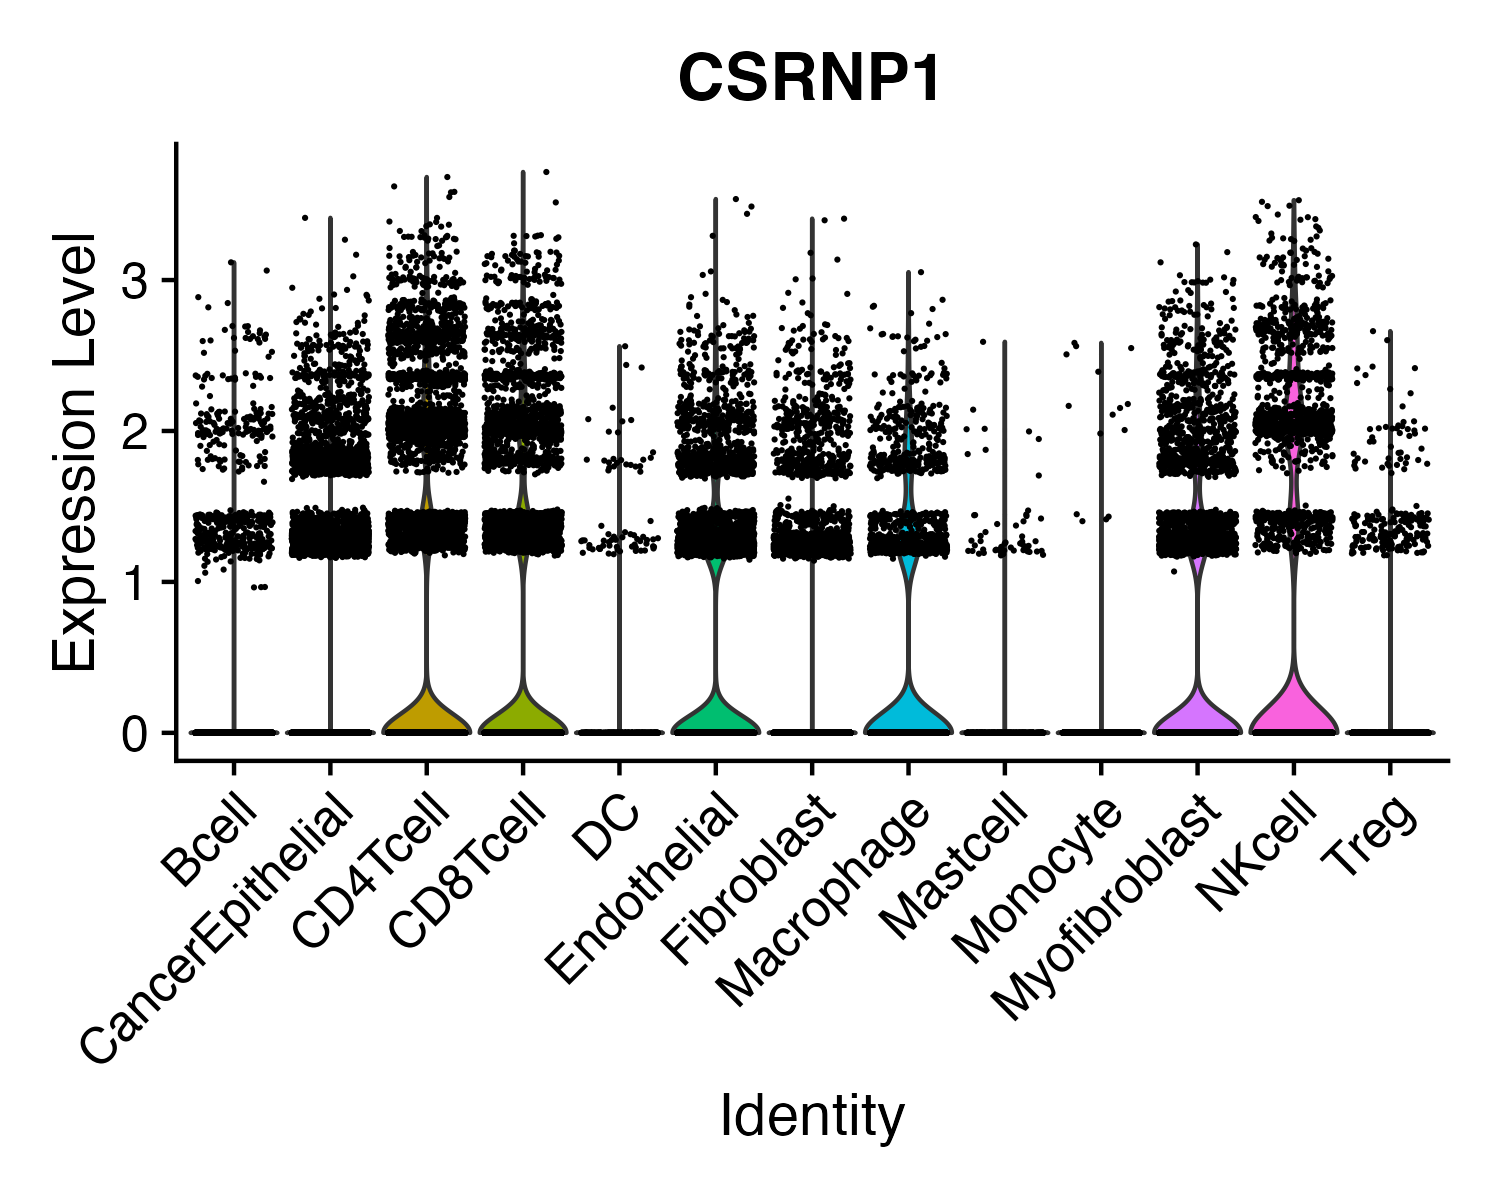 CSRNP1
Expression Level
3
2
1
0
Bcell
CancerEpithelial
CD4Tcell
CD8Tcell
DC
Endothelial
Fibroblast
Macrophage
Mastcell
Monocyte
Myofibroblast
NKcell
Treg
Identity